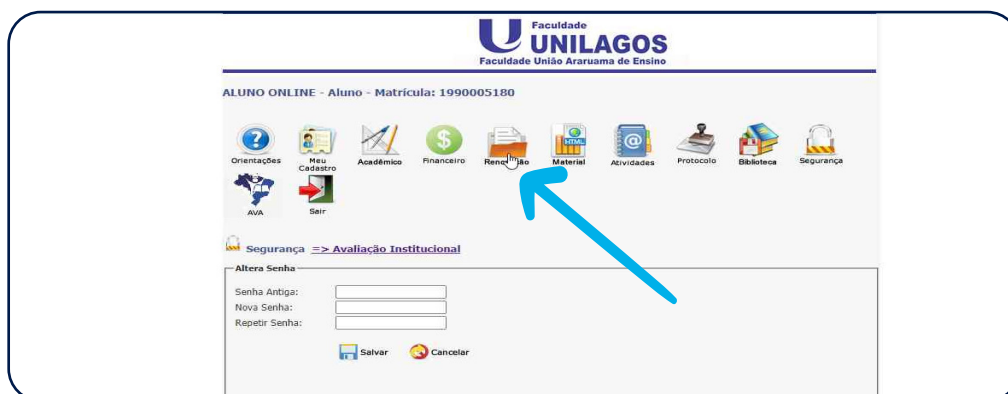 Faculdade
UNILAGOS
Faculdade União Araruama de Ensino
ALUNO ONLINE - Aluno - Matrícula: 1990005180
Orientações Meu Cadastro Acadêmico Financeiro Material Atividades Protocolo Biblioteca Segurança
AVA Sair
Segurança => Avaliação Institucional
Altera Senha
Senha Antiga:
Nova Senha:
Repetir Senha:
Salvar Cancelar